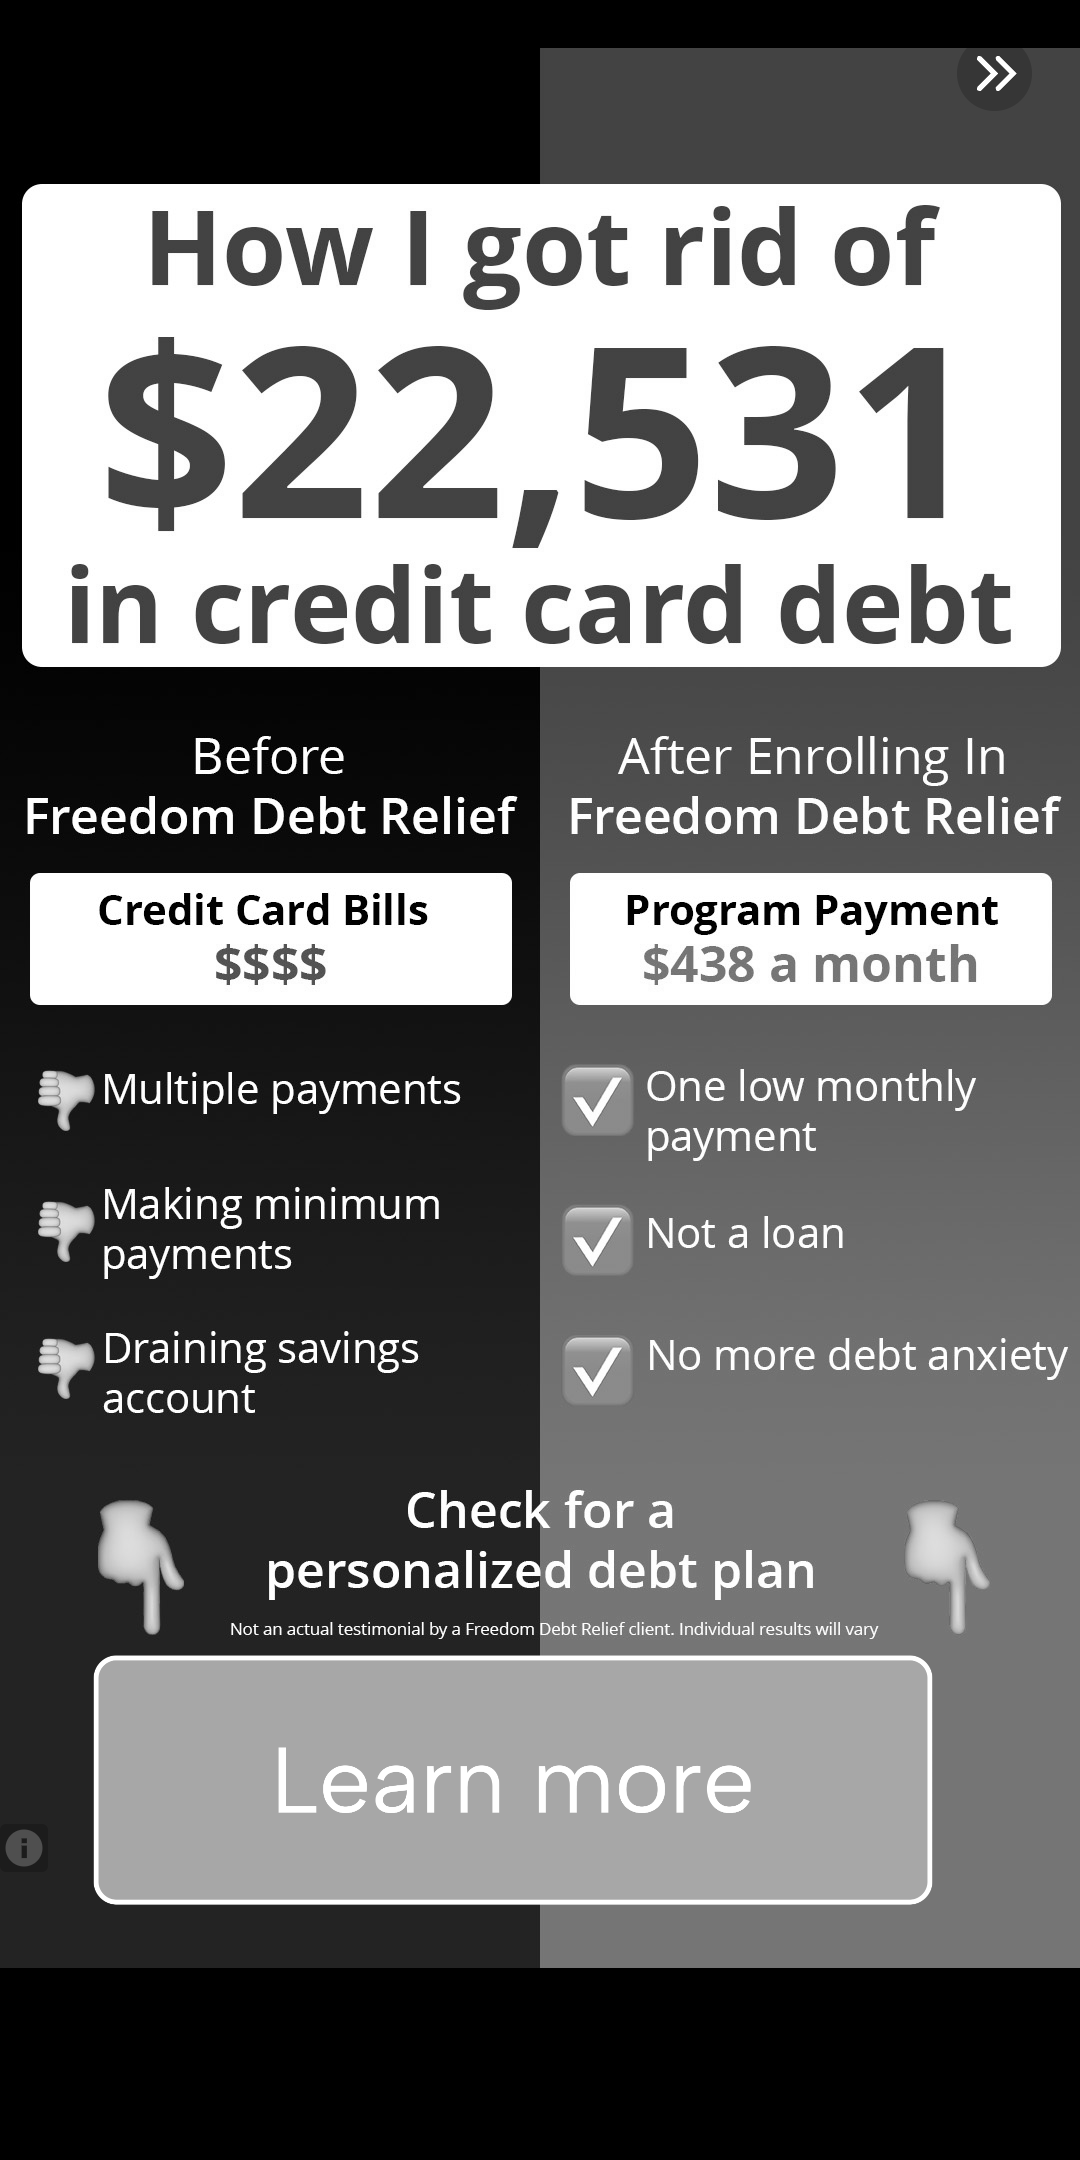 How I got rid of
$22,531
in credit card debt
Before
Freedom Debt Relief
Credit Card Bills
$$$$
Multiple payments
Making minimum
payments
Draining savings
account
After Enrolling In
Freedom Debt Relief
Program Payment
$438 a month
One low monthly
payment
Not a loan
No more debt anxiety
Check for a
personalized debt plan
Not an actual testimonial by a Freedom Debt Relief client. Individual results will vary
Learn more